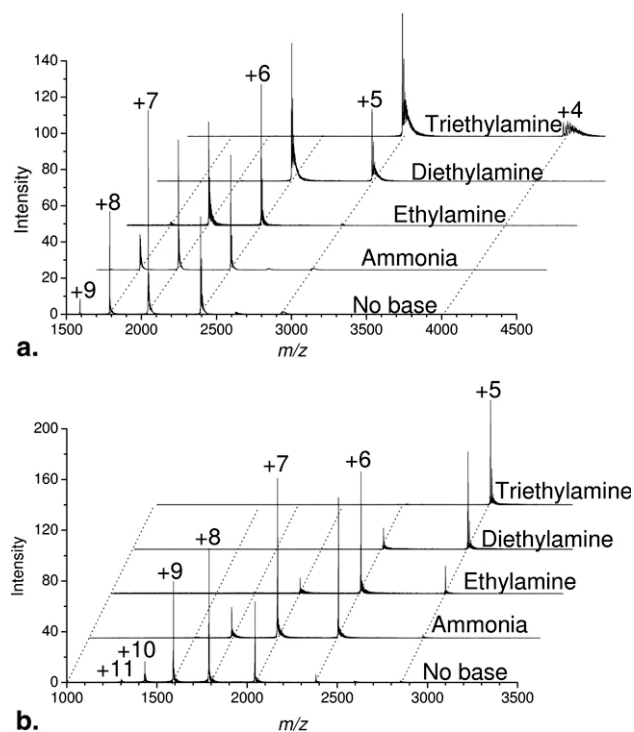 140
120
100
80
60
40
20
0
Intensity
+9
+8
+7
+6
+5
+4
Triethylamine
Diethylamine
Ethylamine
Ammonia
No base
1500 2000 2500 3000 3500 4000 4500
m/z
a.
200
160
120
80
40
0
Intensity
+11
+10
+9
+8
+7
+6
+5
Triethylamine
Diethylamine
Ethylamine
Ammonia
No base
1000 1500 2000 2500 3000 3500
m/z
b.